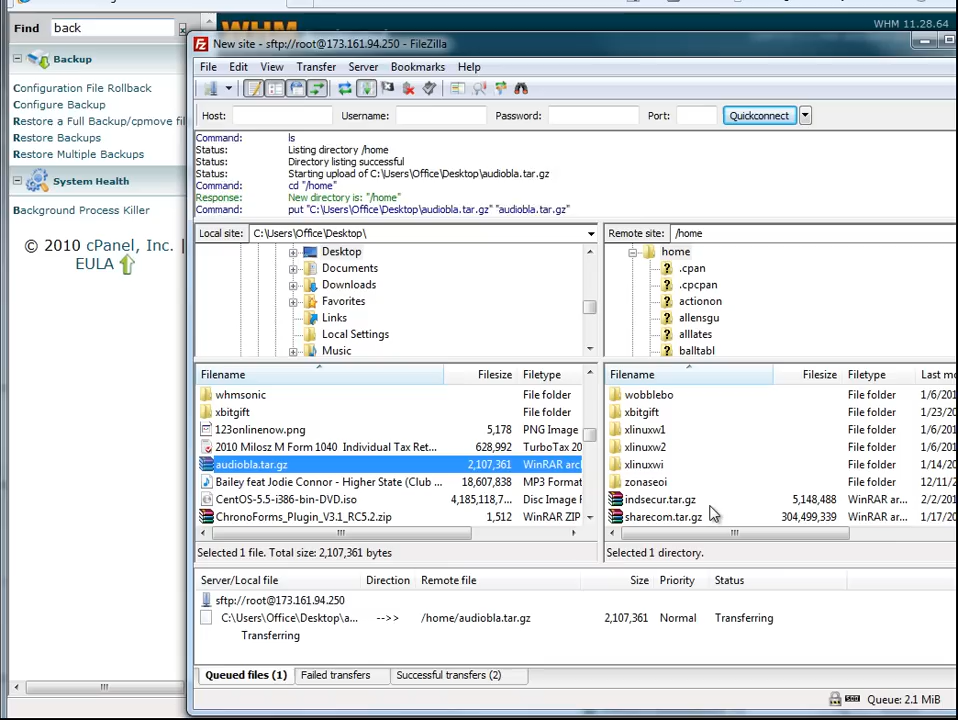 Find back
WHM 11.28.64
Backup
Configuration File Rollback
Configure Backup
Restore a Full Backup/cpmove fil
Restore Backups
Restore Multiple Backups
System Health
Background Process Killer
© 2010 cPanel, Inc.
EULA
New site - sftp://root@173.161.94.250 - FileZilla
File Edit View Transfer Server Bookmarks Help
Host: Username: Password: Port: Quickconnect
Command: ls
Status: Listing directory /home
Status: Directory listing successful
Status: Starting upload of C:\Users\Office\Desktop\audiobla.tar.gz
Command: cd "/home"
Response: New directory is: "/home"
Command: put "C:\Users\Office\Desktop\audiobla.tar.gz" "audiobla.tar.gz"
Local site: C:\Users\Office\Desktop\
Desktop
Documents
Downloads
Favorites
Links
Local Settings
Music
Remote site: /home
home
.cpan
.cpcpan
actionon
allensgu
alllates
balltabl
Filename Filesize Filetype
whmsonic File folder
xbitgift File folder
123onlinenow.png 5,178 PNG Image
2010 Milosz M Form 1040 Individual Tax Ret... 628,992 TurboTax 20
audiobla.tar.gz 2,107,361 WinRAR arc
Bailey feat Jodie Connor - Higher State (Club ... 18,607,838 MP3 Format
CentOS-5.5-i386-bin-DVD.iso 4,185,118,7... Disc Image F
ChronoForms_Plugin_V3.1_RC5.2.zip 1,512 WinRAR ZIP
Selected 1 file. Total size: 2,107,361 bytes
Filename Filesize Filetype Last mo
wobblebo File folder 1/6/201
xbitgift File folder 1/23/20
xlinuxw1 File folder 1/6/201
xlinuxw2 File folder 1/6/201
xlinuxwi File folder 1/14/20
zonaseoi File folder 12/11/2
indsecur.tar.gz 5,148,488 WinRAR ar... 2/2/201
sharecom.tar.gz 304,499,339 WinRAR ar... 1/17/20
Selected 1 directory.
Server/Local file Direction Remote file Size Priority Status
sftp://root@173.161.94.250
C:\Users\Office\Desktop\a... -->> /home/audiobla.tar.gz 2,107,361 Normal Transferring
Transferring
Queued files (1) Failed transfers Successful transfers (2)
Queue: 2.1 MiB